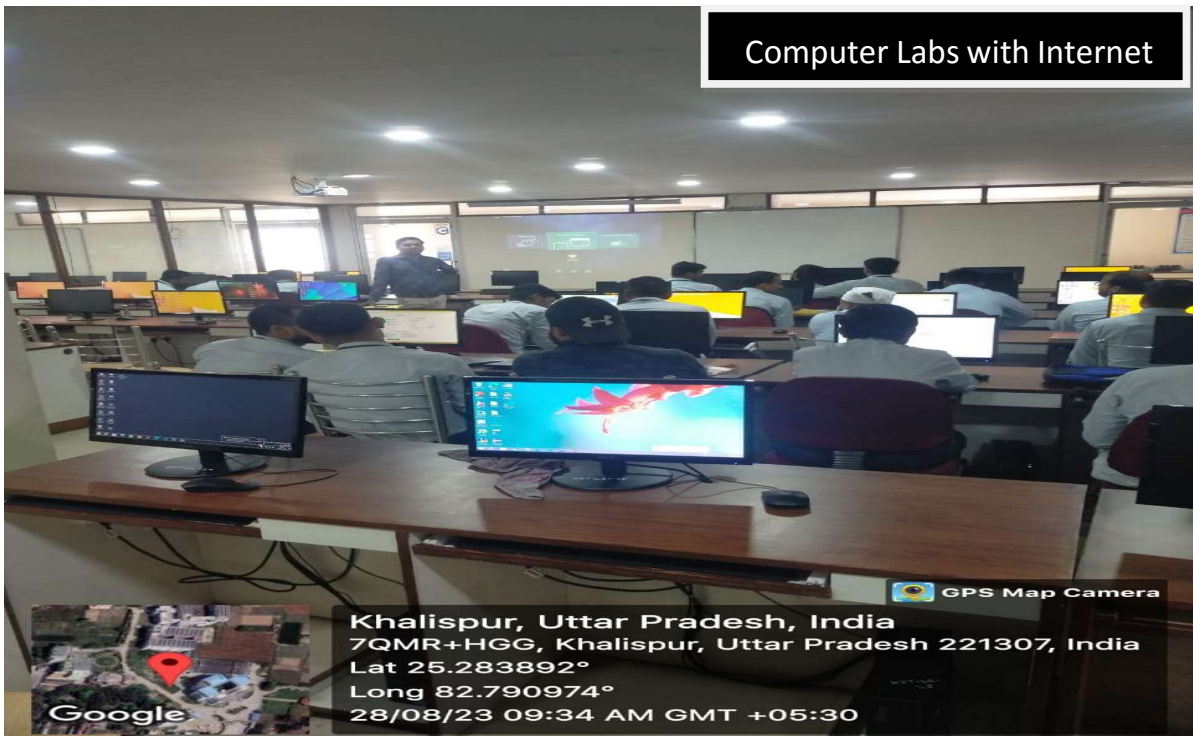 Computer Labs with Internet
GPS Map Camera
Khalispur, Uttar Pradesh, India
7QMR+HGG, Khalispur, Uttar Pradesh 221307, India
Lat 25.283892°
Long 82.790974°
28/08/23 09:34 AM GMT +05:30
Google